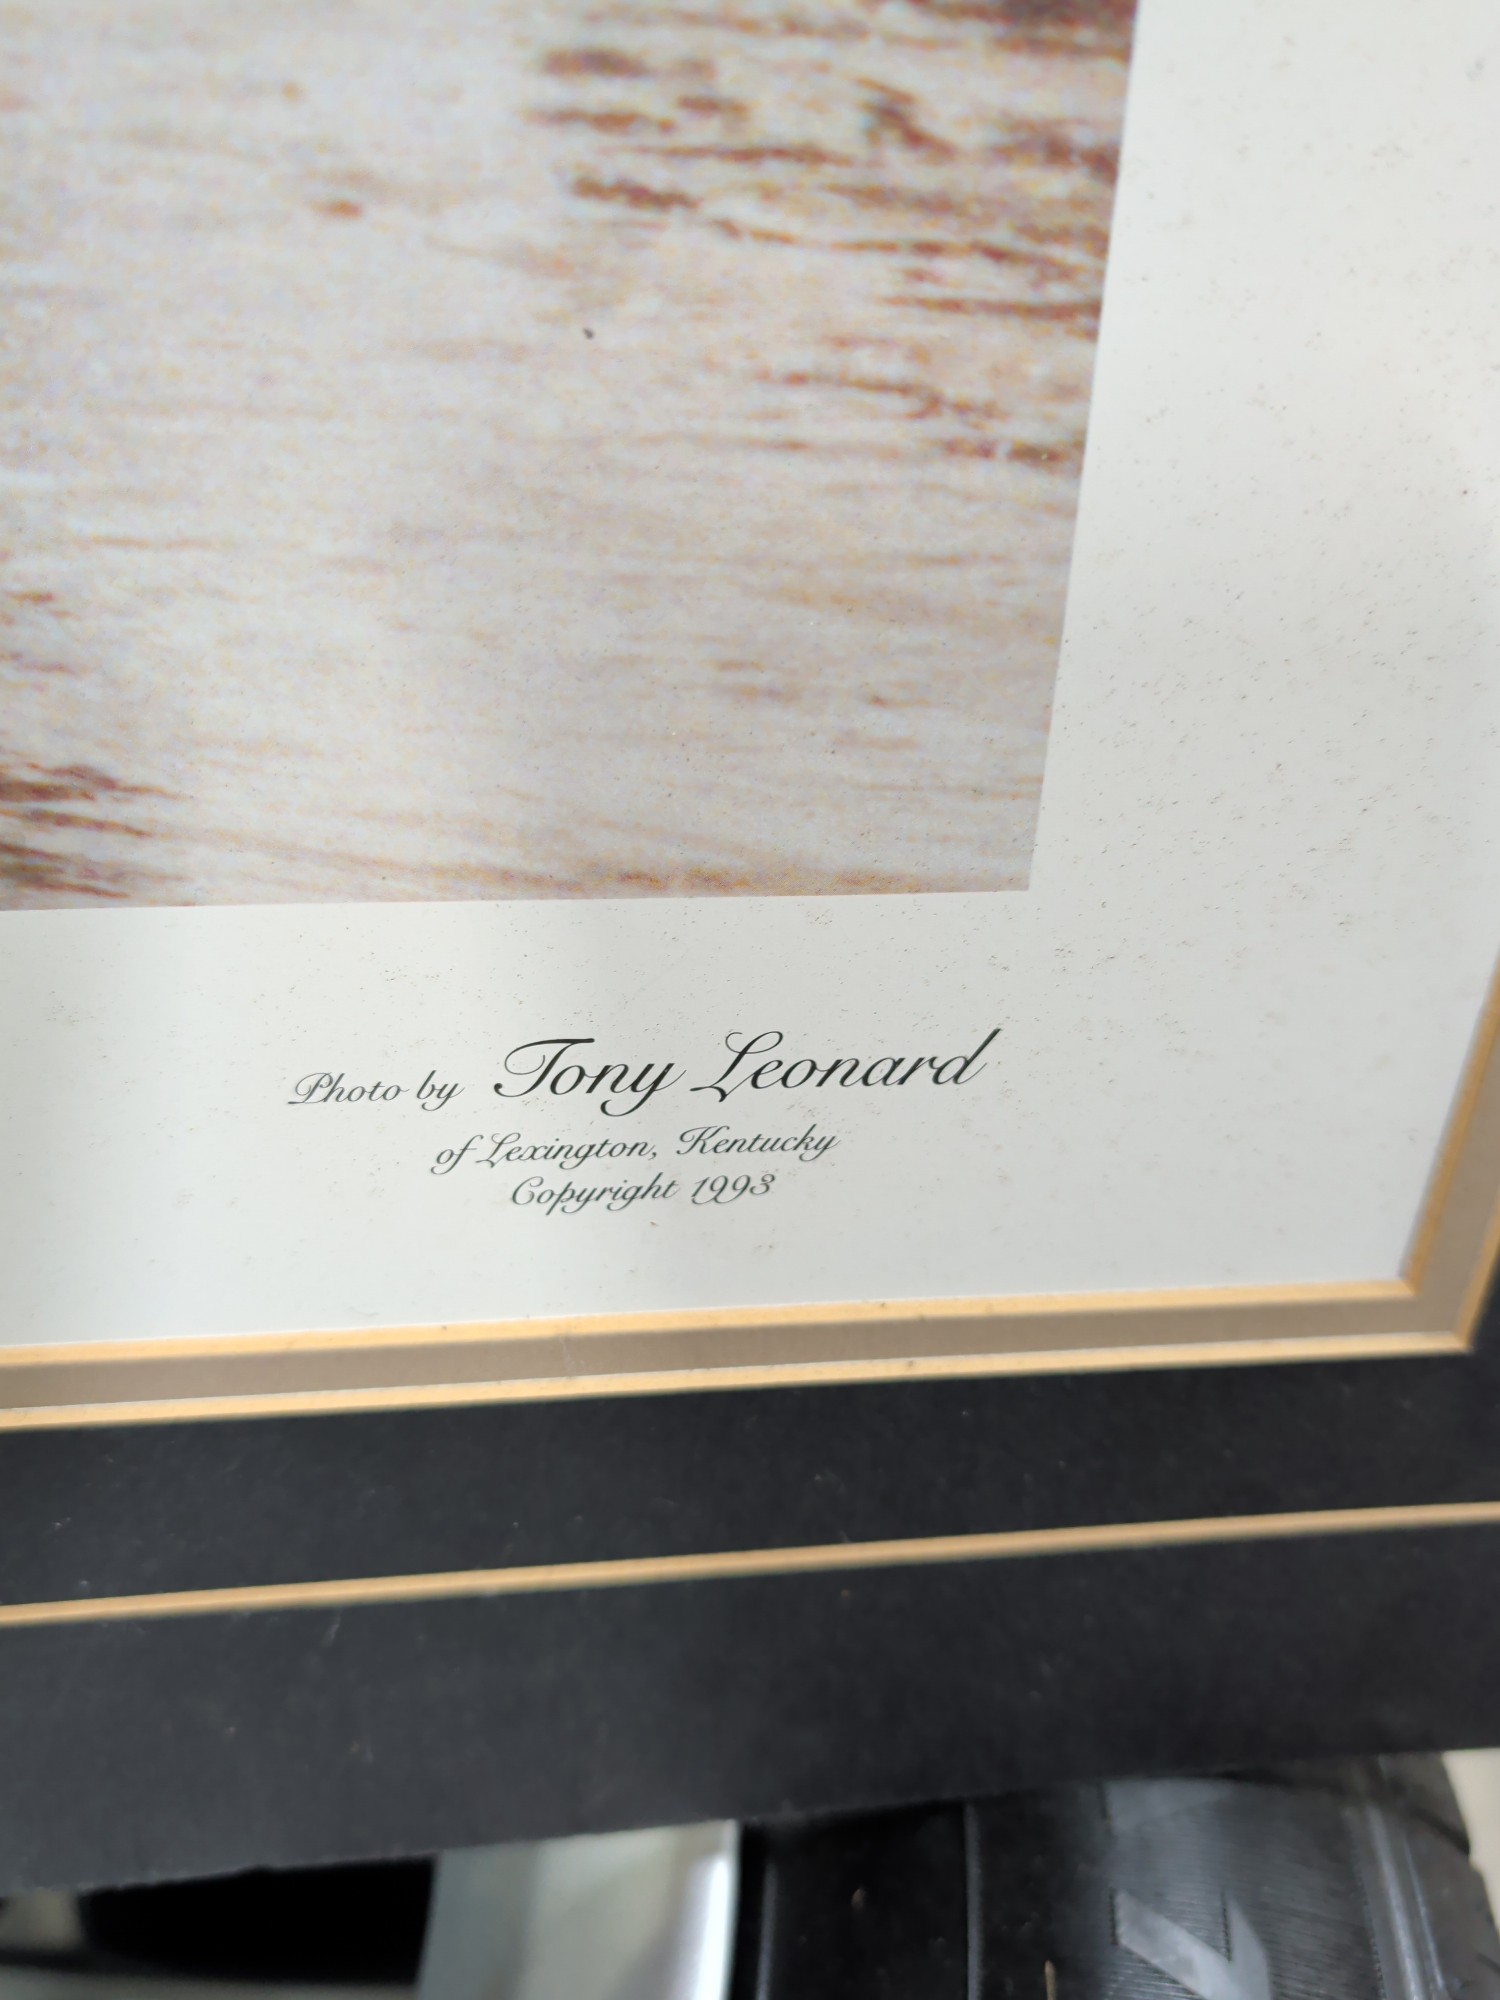 Photo by Tony Leonard
of Lexington, Kentucky
Copyright 1993